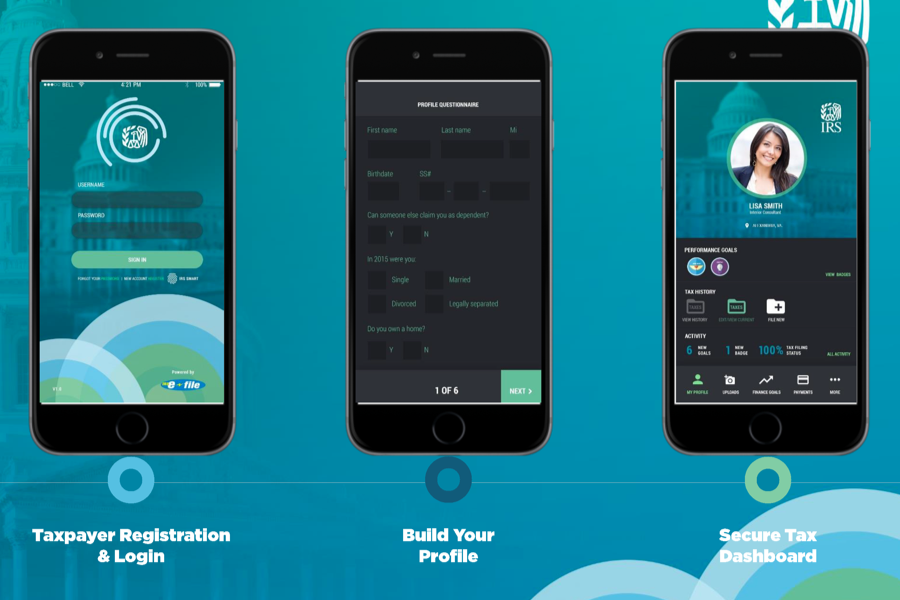 BELL
4:21 PM
100%
USERNAME
PASSWORD
SIGN IN
FORGOT YOUR USERNAME | NEW ACCOUNT REGISTER
IRS SMART
Powered by
e-file
V1.0
Taxpayer Registration
& Login
PROFILE QUESTIONNAIRE
First name Last name Mi
Birthdate SS#
Can someone else claim you as dependent?
Y N
In 2015 were you:
Single Married
Divorced Legally separated
Do you own a home?
Y N
1 OF 6
NEXT >
Build Your
Profile
IRS
LISA SMITH
PERFORMANCE GOALS
VIEW BADGES
TAX HISTORY
TAXES TAXES
VIEW HISTORY FILE NEW
ACTIVITY
6 NEW
GOALS
1 NEW
BADGE
100% TAX FILING
STATUS
ALL ACTIVITY
MY PROFILE UPLOADS FINANCE GOALS PAYMENTS MORE
Secure Tax
Dashboard